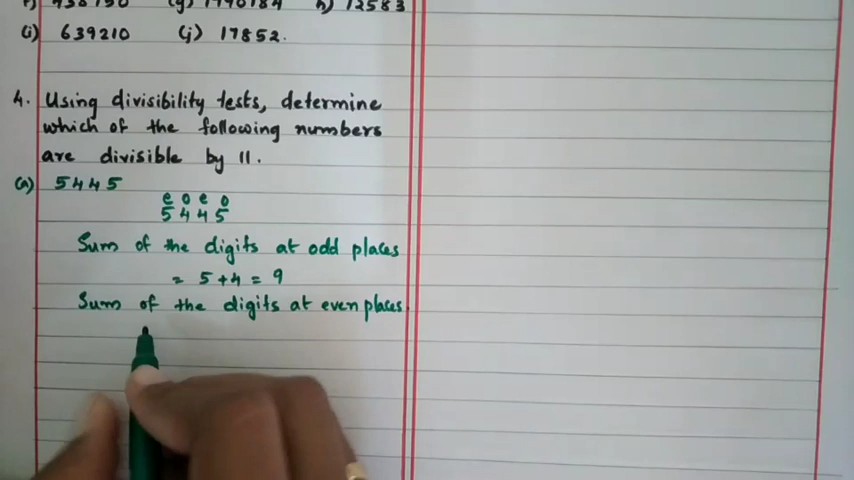 (i) 639210 (j) 17852.
4. Using divisibility tests, determine
which of the following numbers
are divisible by 11.
(a) 5445
e o e o
5 4 4 5
Sum of the digits at odd places
= 5+4 = 9
Sum of the digits at even places